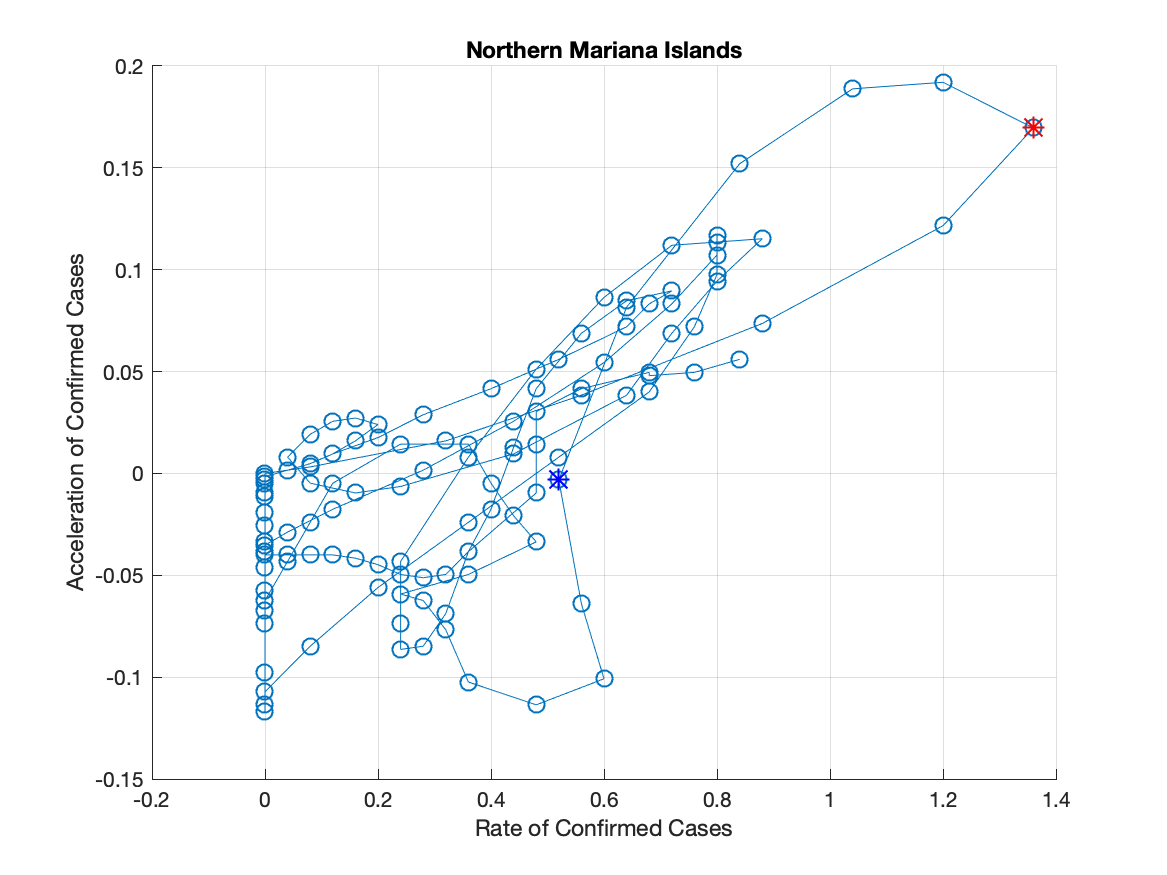 Northern Mariana Islands
0.2
0.15
0.1
0.05
0
-0.05
-0.1
-0.15
Acceleration of Confirmed Cases
-0.2 0 0.2 0.4 0.6 0.8 1 1.2 1.4
Rate of Confirmed Cases